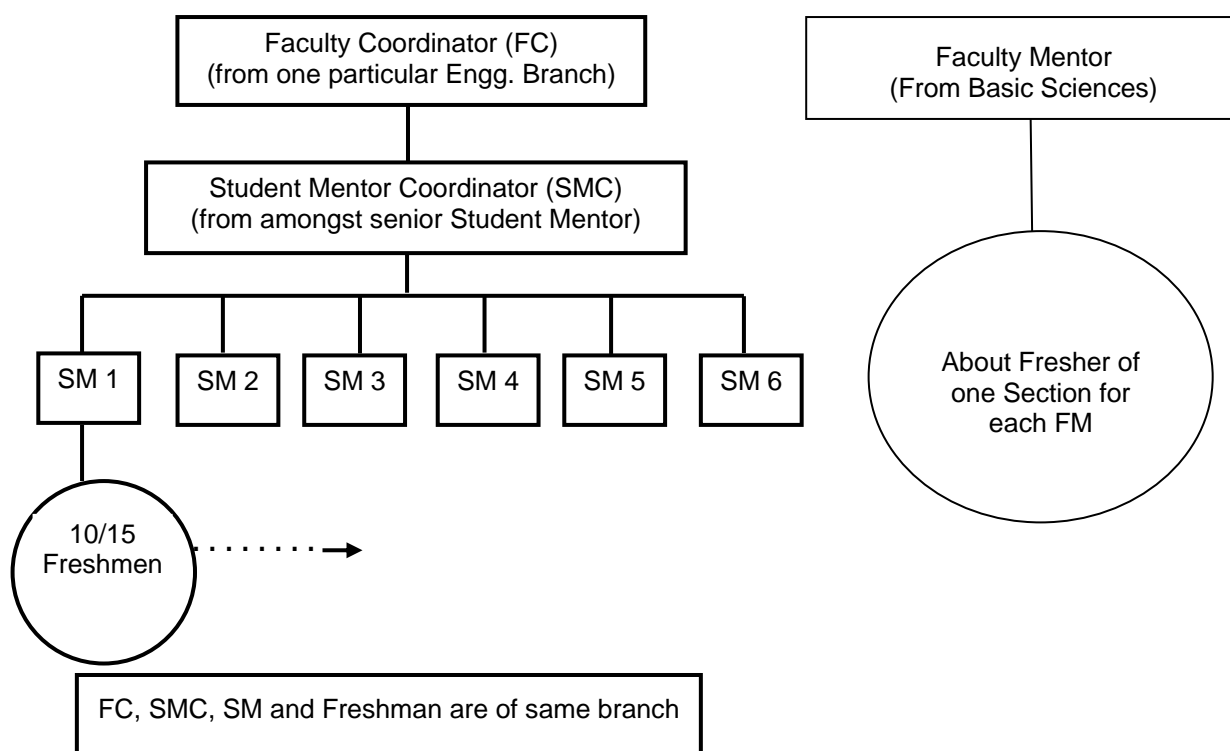 Faculty Coordinator (FC)
(from one particular Engg. Branch)
Faculty Mentor
(From Basic Sciences)
Student Mentor Coordinator (SMC)
(from amongst senior Student Mentor)
SM 1
SM 2
SM 3
SM 4
SM 5
SM 6
About Fresher of
one Section for
each FM
10/15
Freshmen
FC, SMC, SM and Freshman are of same branch